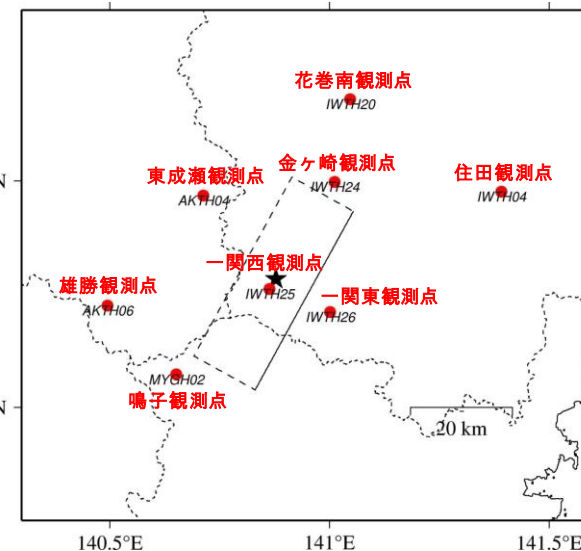 花巻南観測点
IWTH20
金ヶ崎観測点
IWTH24
住田観測点
IWTH04
東成瀬観測点
AKTH04
一関西観測点
IWTH25
雄勝観測点
AKTH06
一関東観測点
IWTH26
MYGH02
鳴子観測点
20 km
N
N
140.5°E
141°E
141.5°E